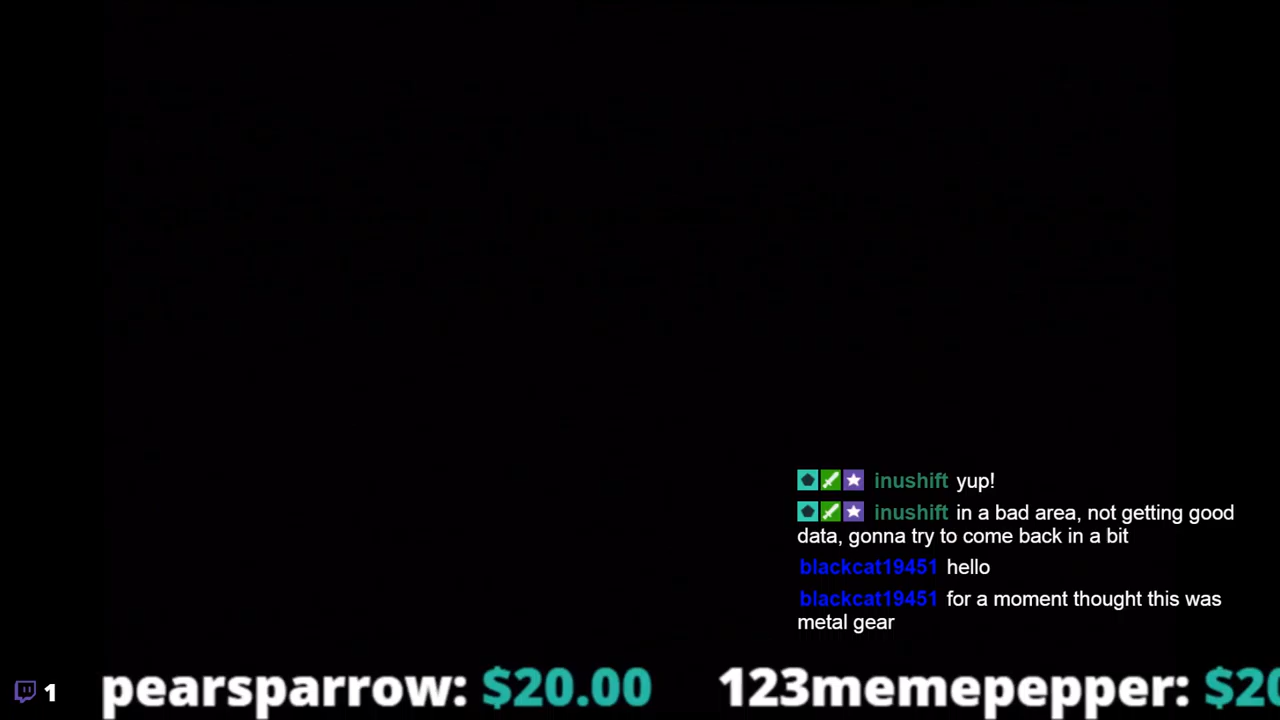 inushift yup!
inushift in a bad area, not getting good
data, gonna try to come back in a bit
blackcat19451 hello
blackcat19451 for a moment thought this was
metal gear
1 pearsparrow: $20.00 123memepepper: $20